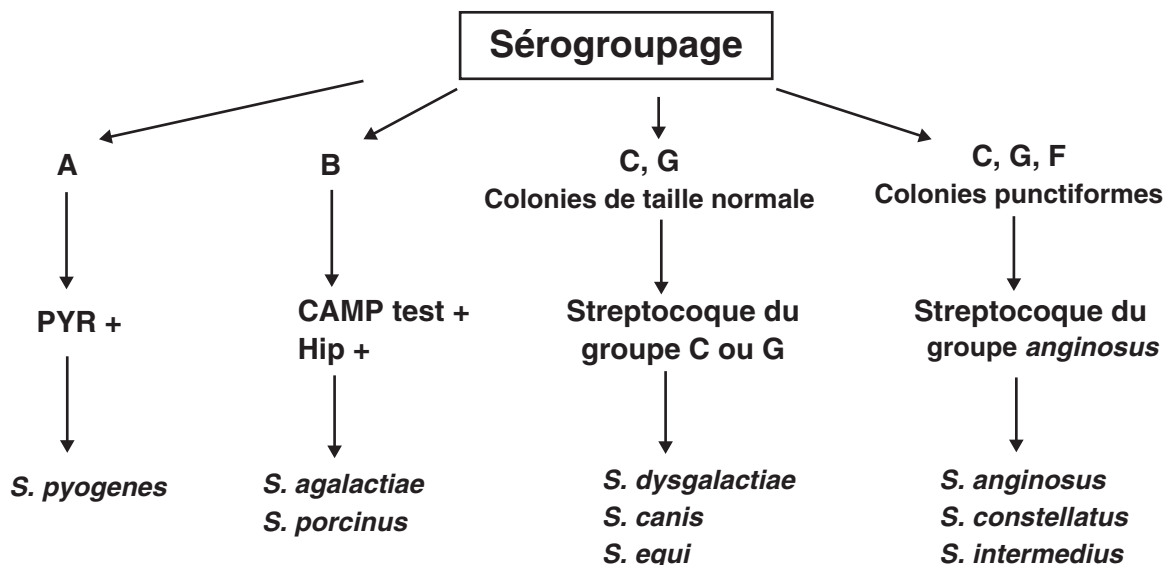 Sérogroupage
A
PYR +
S. pyogenes
B
CAMP test +
Hip +
S. agalactiae
S. porcinus
C, G
Colonies de taille normale
Streptocoque du
groupe C ou G
S. dysgalactiae
S. canis
S. equi
C, G, F
Colonies punctiformes
Streptocoque du
groupe anginosus
S. anginosus
S. constellatus
S. intermedius